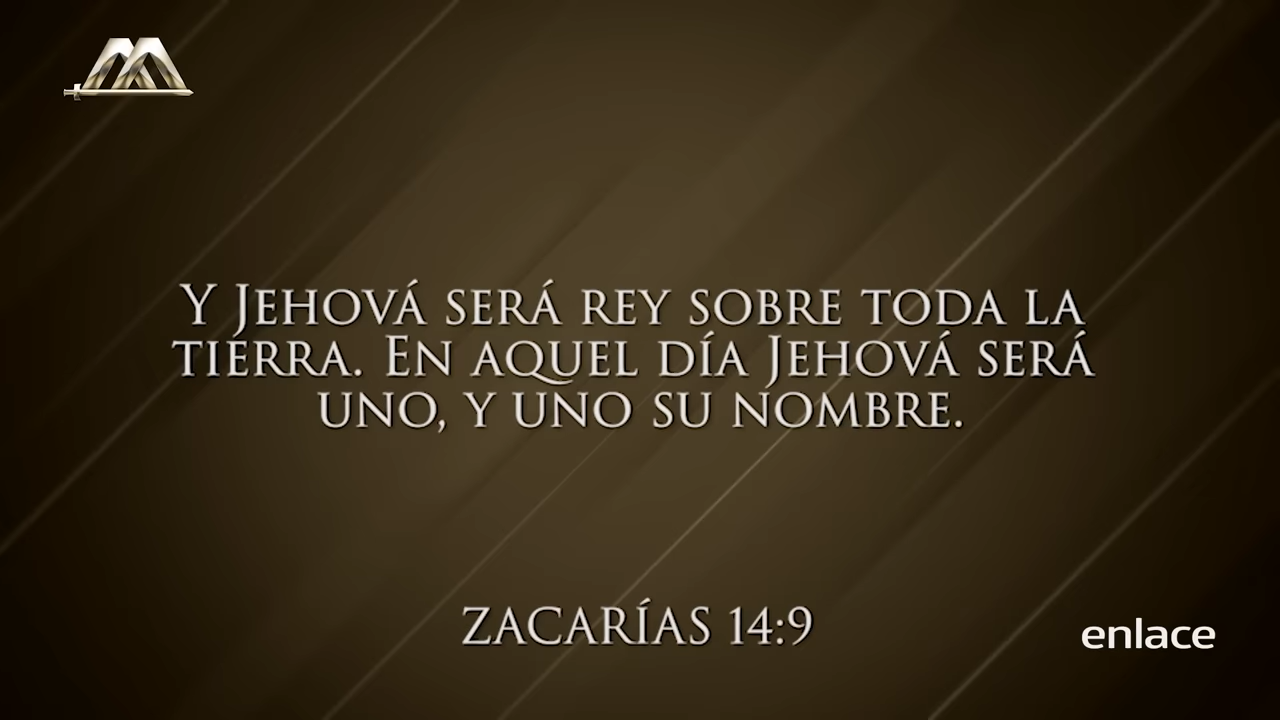 Y Jehová será rey sobre toda la
tierra. En aquel día Jehová será
uno, y uno su nombre.
ZACARÍAS 14:9
enlace